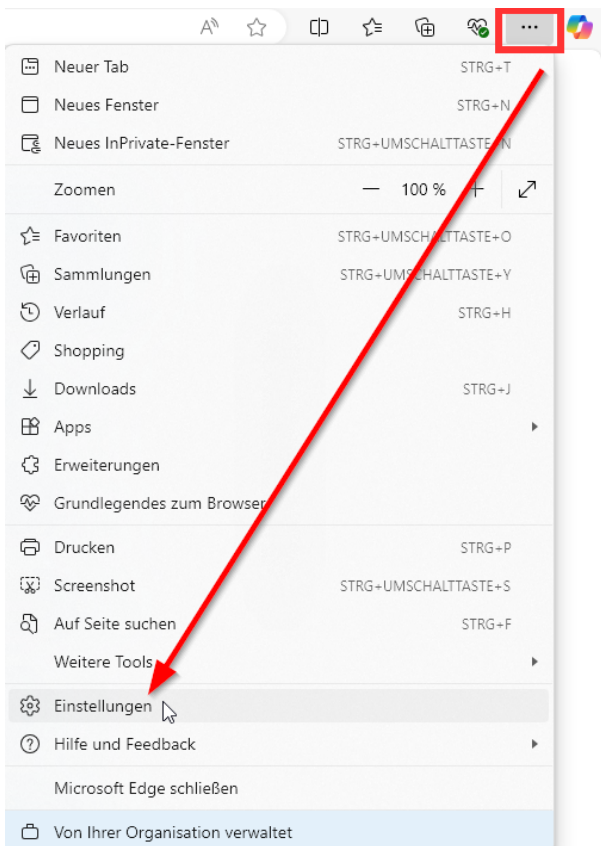 A
Neuer Tab STRG+T
Neues Fenster STRG+N
Neues InPrivate-Fenster STRG+UMSCHALTTASTE+N
Zoomen — 100 % +
Favoriten STRG+UMSCHALTTASTE+O
Sammlungen STRG+UMSCHALTTASTE+Y
Verlauf STRG+H
Shopping
Downloads STRG+J
Apps
Erweiterungen
Grundlegendes zum Browser
Drucken STRG+P
Screenshot STRG+UMSCHALTTASTE+S
Auf Seite suchen STRG+F
Weitere Tools
Einstellungen
Hilfe und Feedback
Microsoft Edge schließen
Von Ihrer Organisation verwaltet